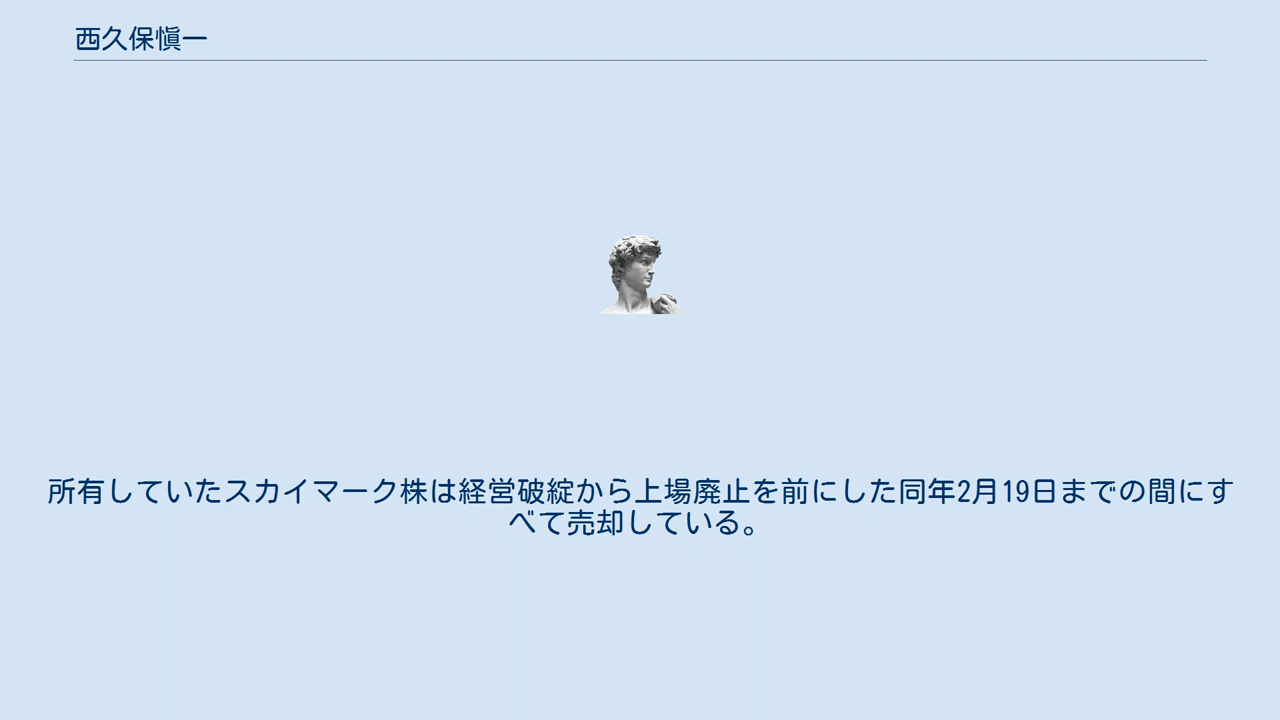 西久保愼一
所有していたスカイマーク株は経営破綻から上場廃止を前にした同年2月19日までの間にす
べて売却している。